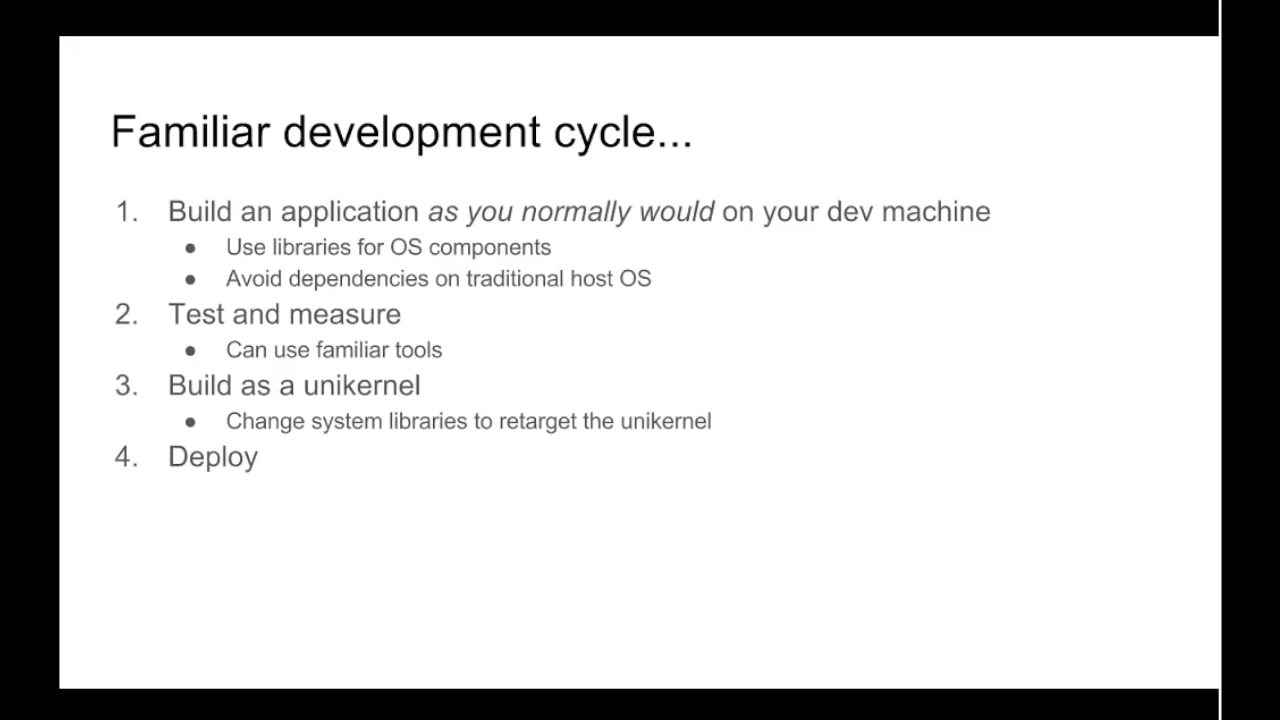 Familiar development cycle...
1. Build an application as you normally would on your dev machine
● Use libraries for OS components
● Avoid dependencies on traditional host OS
2. Test and measure
● Can use familiar tools
3. Build as a unikernel
● Change system libraries to retarget the unikernel
4. Deploy